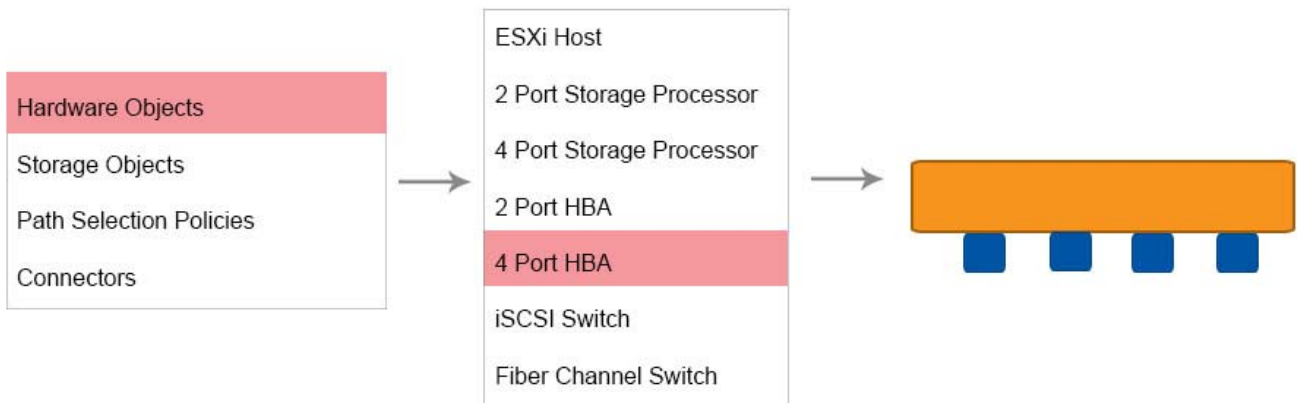 Hardware Objects
Storage Objects
Path Selection Policies
Connectors
ESXi Host
2 Port Storage Processor
4 Port Storage Processor
2 Port HBA
4 Port HBA
iSCSI Switch
Fiber Channel Switch